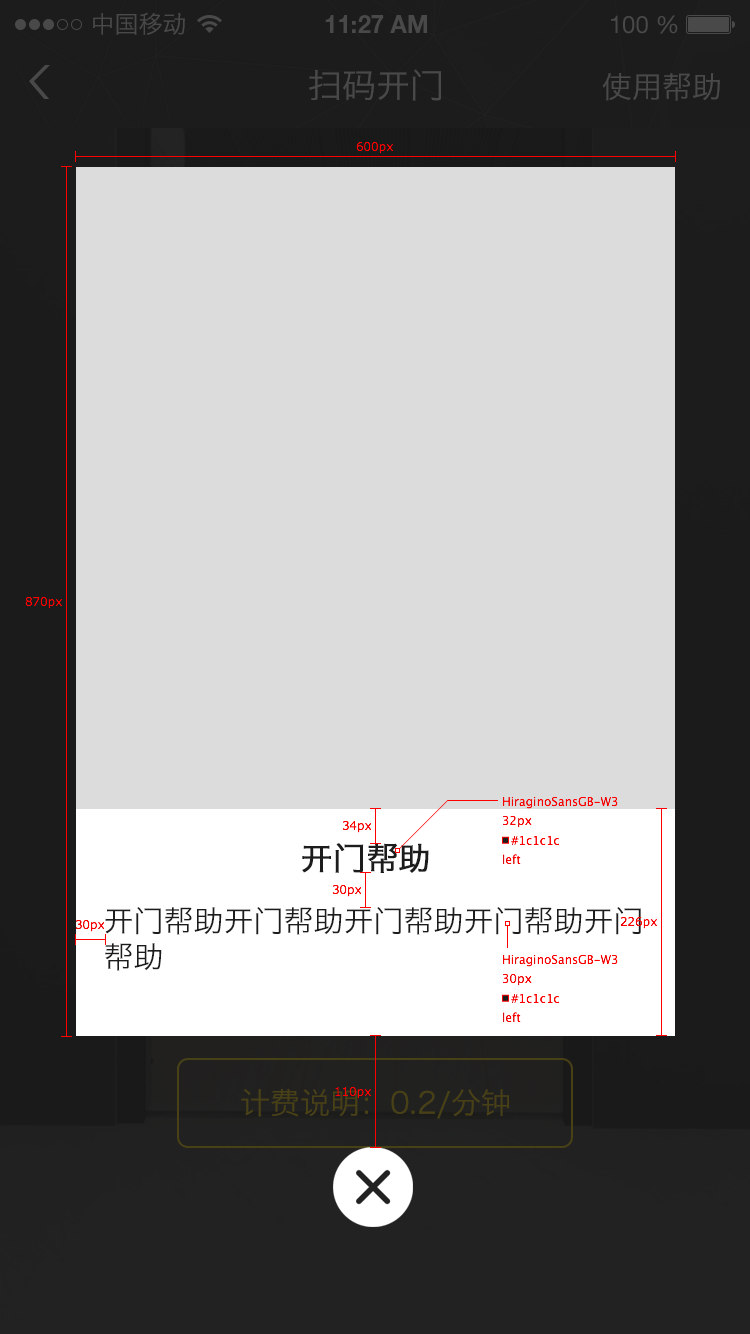 中国移动 11:27 AM 100 %
扫码开门 使用帮助
600px
870px
HiraginoSansGB-W3
32px
#1c1c1c
left
34px
开门帮助
30px
30px
开门帮助开门帮助开门帮助开门帮助开门
帮助
226px
HiraginoSansGB-W3
30px
#1c1c1c
left
110px
计费说明：0.2/分钟